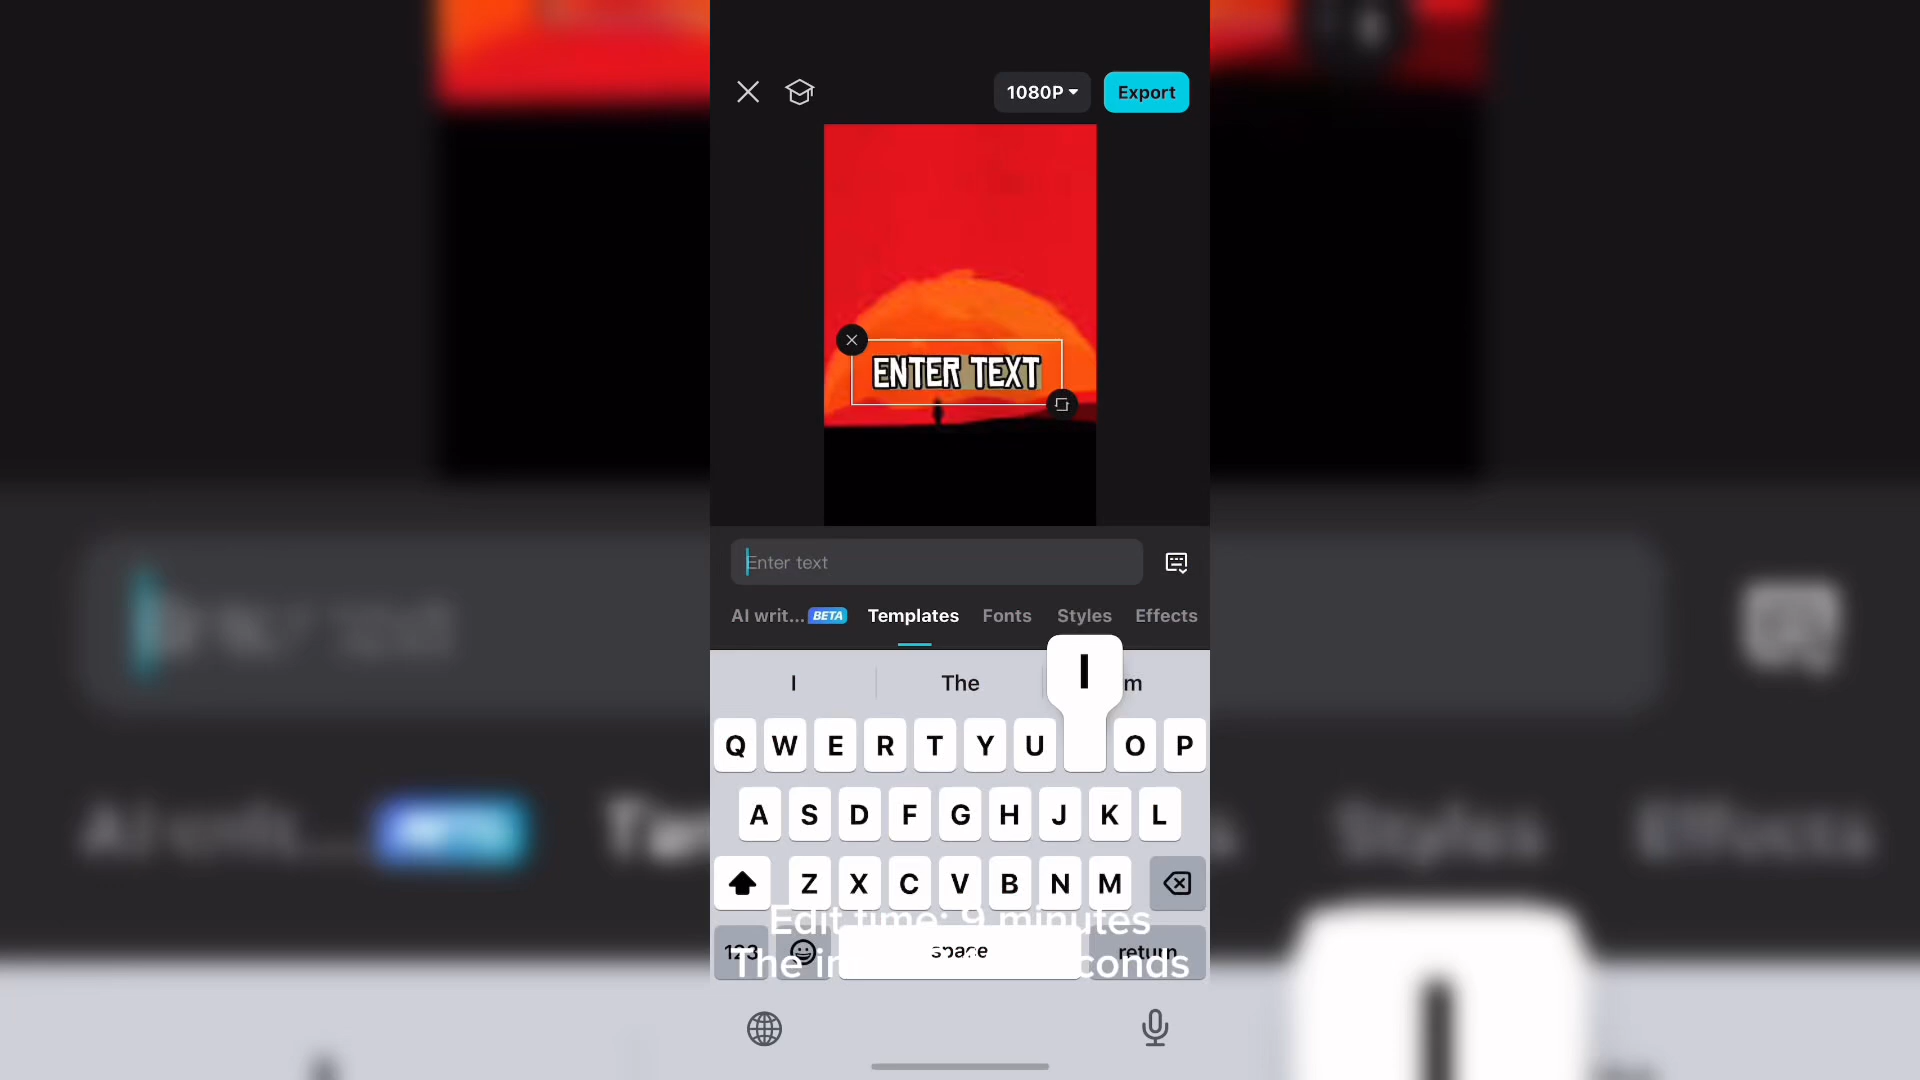 1080P
Export
ENTER TEXT
Enter text
AI writ... BETA Templates Fonts Styles Effects
I The
I
Q W E R T Y U O P
A S D F G H J K L
Z X C V B N M
Edit time: 9 minutes
123 space return
The